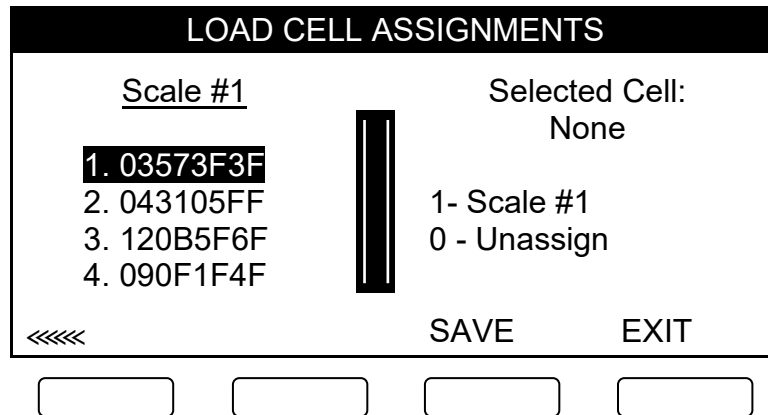 LOAD CELL ASSIGNMENTS
Scale #1
1. 03573F3F
2. 043105FF
3. 120B5F6F
4. 090F1F4F
Selected Cell:
None
1- Scale #1
0 - Unassign
<<<<<<
SAVE
EXIT